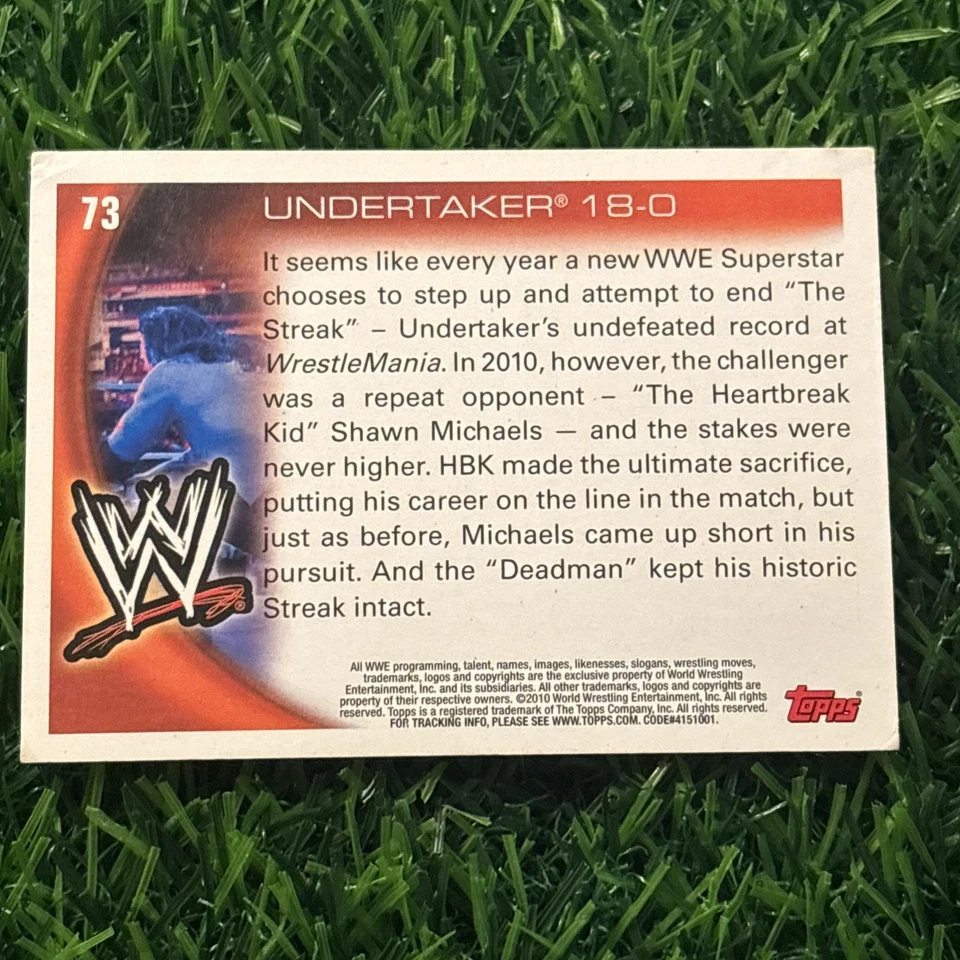 73
UNDERTAKER® 18-0
It seems like every year a new WWE Superstar
chooses to step up and attempt to end “The
Streak” – Undertaker’s undefeated record at
WrestleMania. In 2010, however, the challenger
was a repeat opponent – “The Heartbreak
Kid” Shawn Michaels — and the stakes were
never higher. HBK made the ultimate sacrifice,
putting his career on the line in the match, but
just as before, Michaels came up short in his
pursuit. And the “Deadman” kept his historic
Streak intact.
W®
All WWE programming, talent, names, images, likenesses, slogans, wrestling moves,
trademarks, logos and copyrights are the exclusive property of World Wrestling
Entertainment, Inc. and its subsidiaries. All other trademarks, logos and copyrights are
property of their respective owners. ©2010 World Wrestling Entertainment, Inc. All rights
reserved. Topps is a registered trademark of The Topps Company, Inc. All rights reserved.
FOR TRACKING INFO, PLEASE SEE WWW.TOPPS.COM. CODE#4151001.
topps®